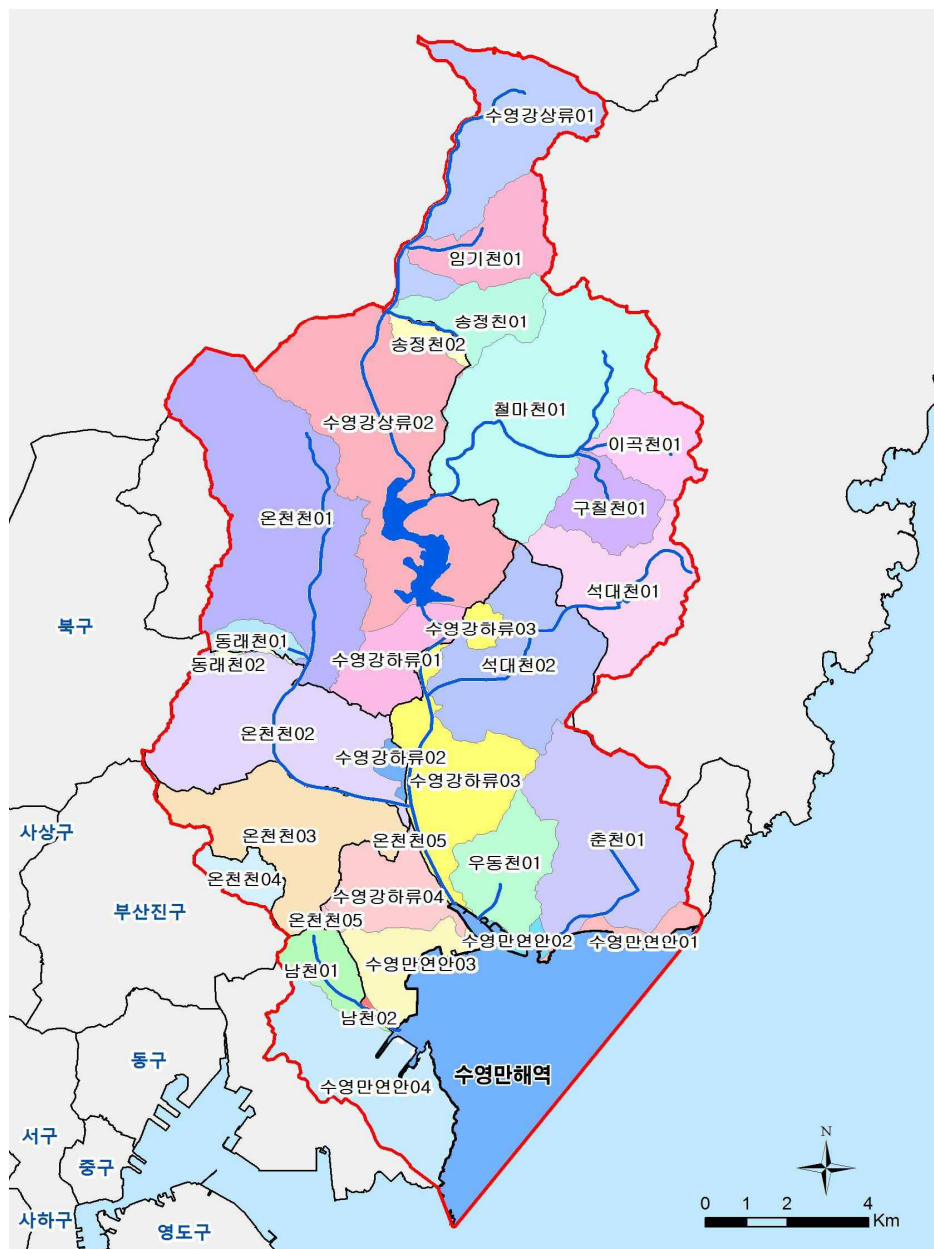 수영강상류01
임기천01
송정천01
송정천02
철마천01
수영강상류02
이곡천01
구칠천01
온천천01
석대천01
북구
수영강하류03
동래천01
수영강하류01
석대천02
동래천02
온천천02
수영강하류02
수영강하류03
사상구
온천천03
온천천05
춘천01
우동천01
온천천04
수영강하류04
부산진구
온천천05
수영만연안02
수영만연안01
수영만연안03
남천01
남천02
동구
수영만해역
수영만연안04
서구
중구
N
사하구
영도구
0 1 2 4
Km